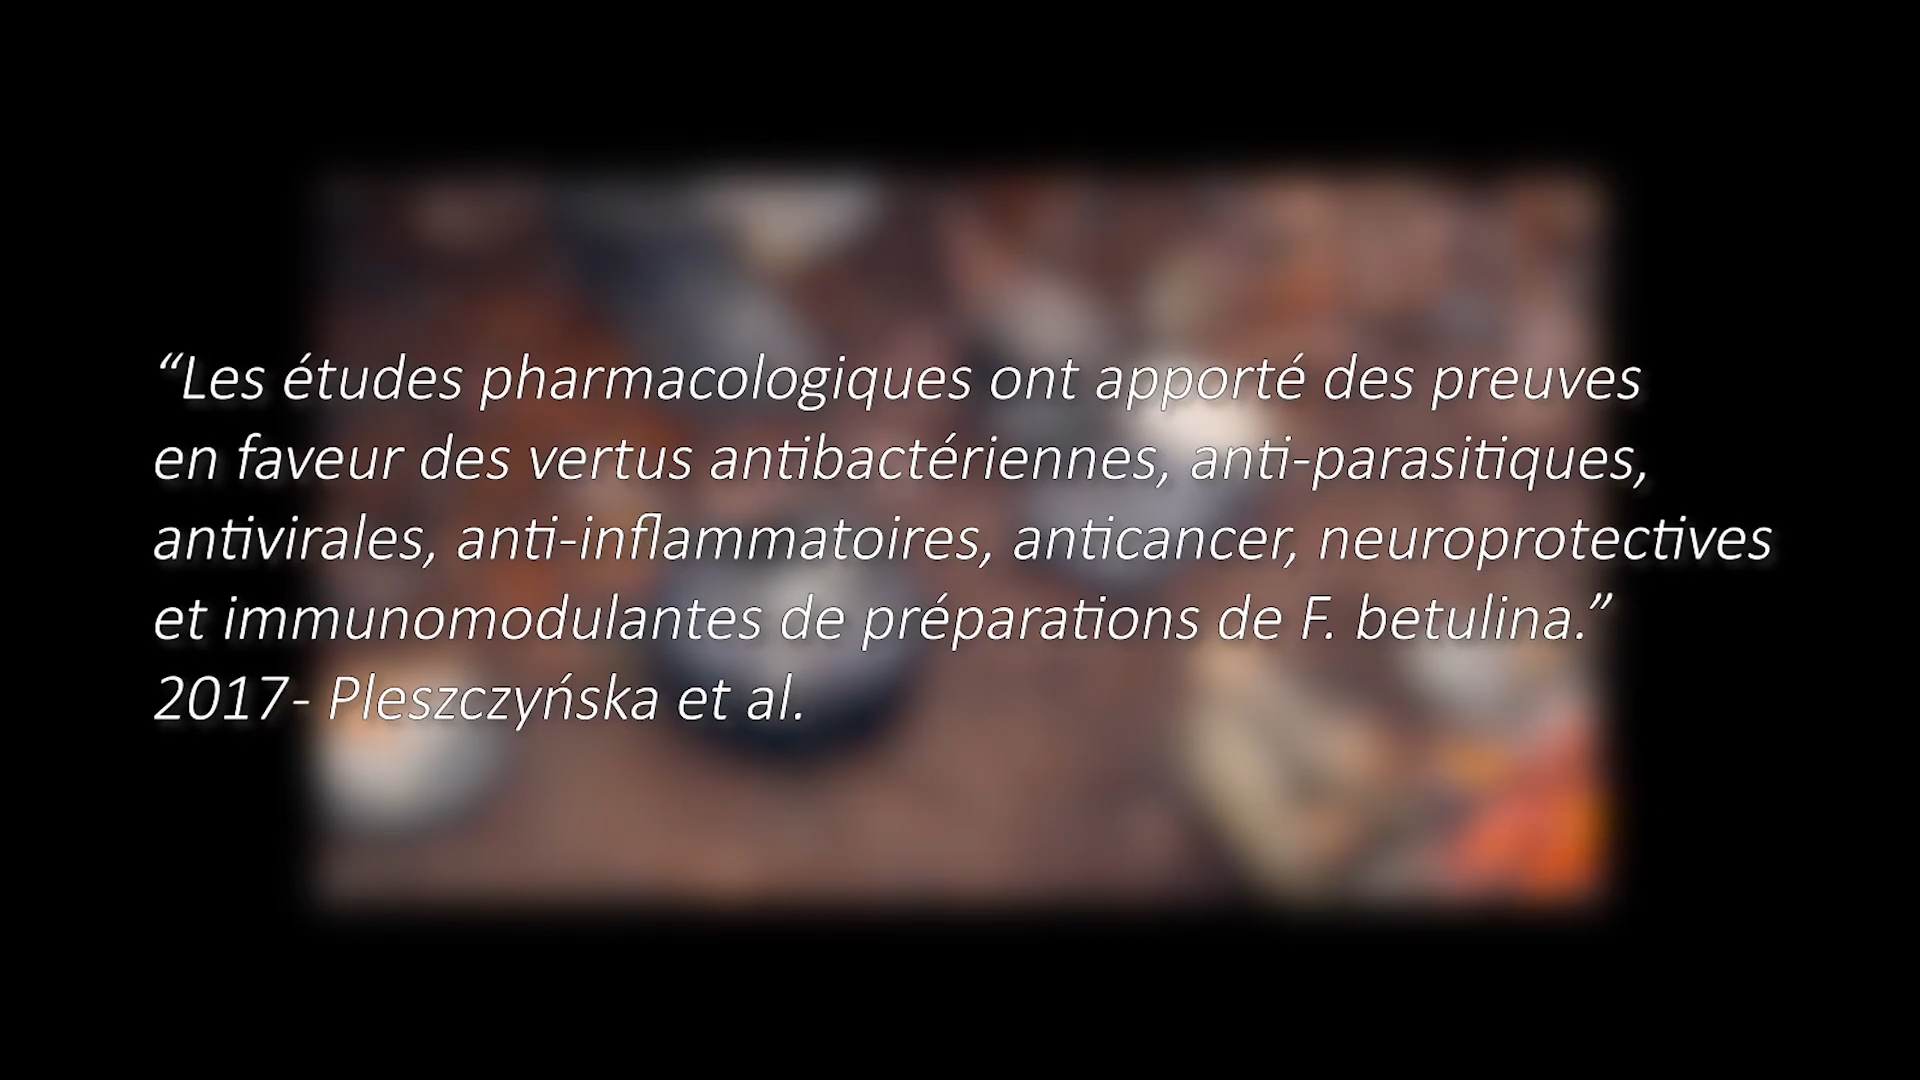 “Les études pharmacologiques ont apporté des preuves
en faveur des vertus antibactériennes, anti-parasitiques,
antivirales, anti-inflammatoires, anticancer, neuroprotectives
et immunomodulantes de préparations de F. betulina.”
2017- Pleszczyńska et al.